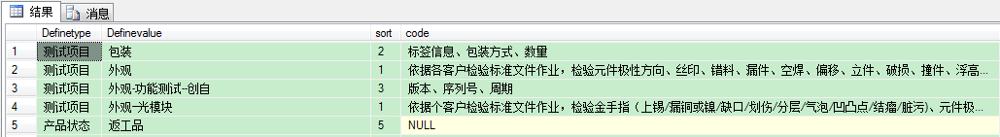 结果 消息
Definetype Definevalue sort code
1 测试项目 包装 2 标签信息、包装方式、数量
2 测试项目 外观 1 依据各客户检验标准文件作业，检验元件极性方向、丝印、错料、漏件、空焊、偏移、立件、破损、撞件、浮高...
3 测试项目 外观-功能测试-创自 3 版本、序列号、周期
4 测试项目 外观-光模块 1 依据个客户检验标准文件作业，检验金手指（上锡/漏铜或镍/缺口/划伤/分层/气泡/凹凸点/结瘤/脏污)、元件极...
5 产品状态 返工品 5 NULL